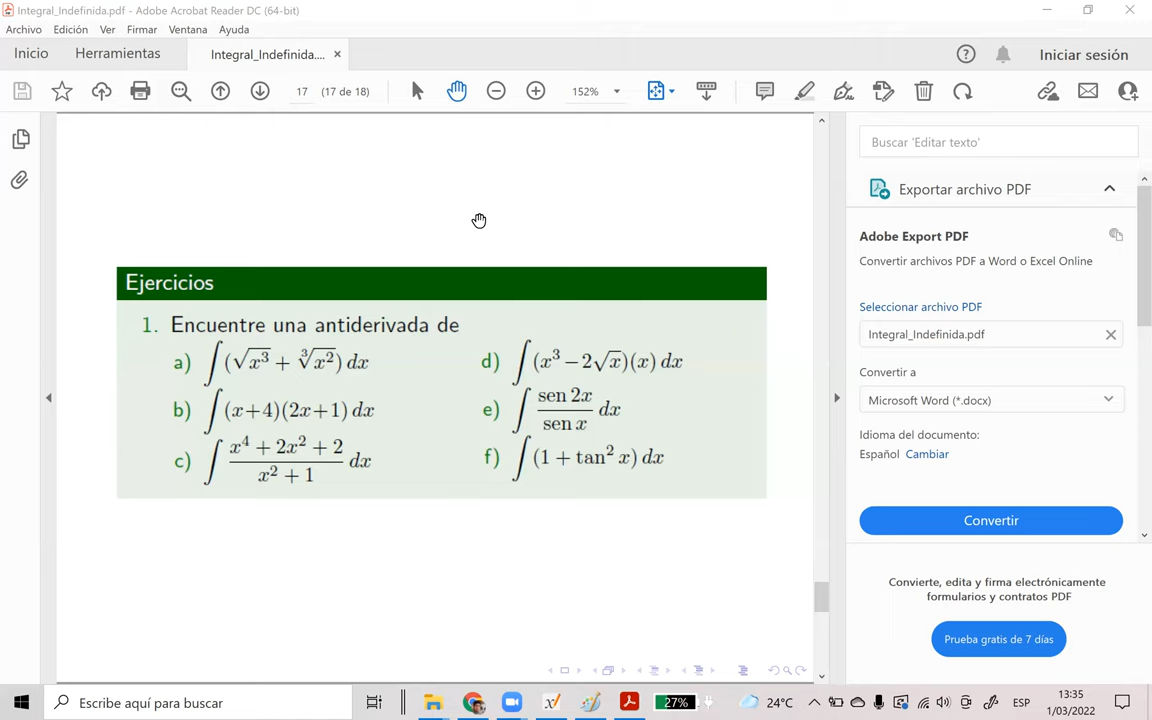 Integral_Indefinida.pdf - Adobe Acrobat Reader DC (64-bit)
Archivo Edición Ver Firmar Ventana Ayuda
Inicio Herramientas Integral_Indefinida.... × Iniciar sesión
17 (17 de 18) 152%
Buscar 'Editar texto'
Exportar archivo PDF
Adobe Export PDF
Convertir archivos PDF a Word o Excel Online
Seleccionar archivo PDF
Integral_Indefinida.pdf
Convertir a
Microsoft Word (*.docx)
Idioma del documento:
Español Cambiar
Convertir
Convierte, edita y firma electrónicamente
formularios y contratos PDF
Prueba gratis de 7 días
Ejercicios
1. Encuentre una antiderivada de
a) ∫(√x³ + ∛x²) dx
b) ∫(x+4)(2x+1) dx
c) ∫ (x⁴ + 2x² + 2)/(x² + 1) dx
d) ∫(x³ − 2√x)(x) dx
e) ∫ sen 2x / sen x dx
f) ∫(1 + tan² x) dx
Escribe aquí para buscar
27% 24°C ESP 13:35
1/03/2022